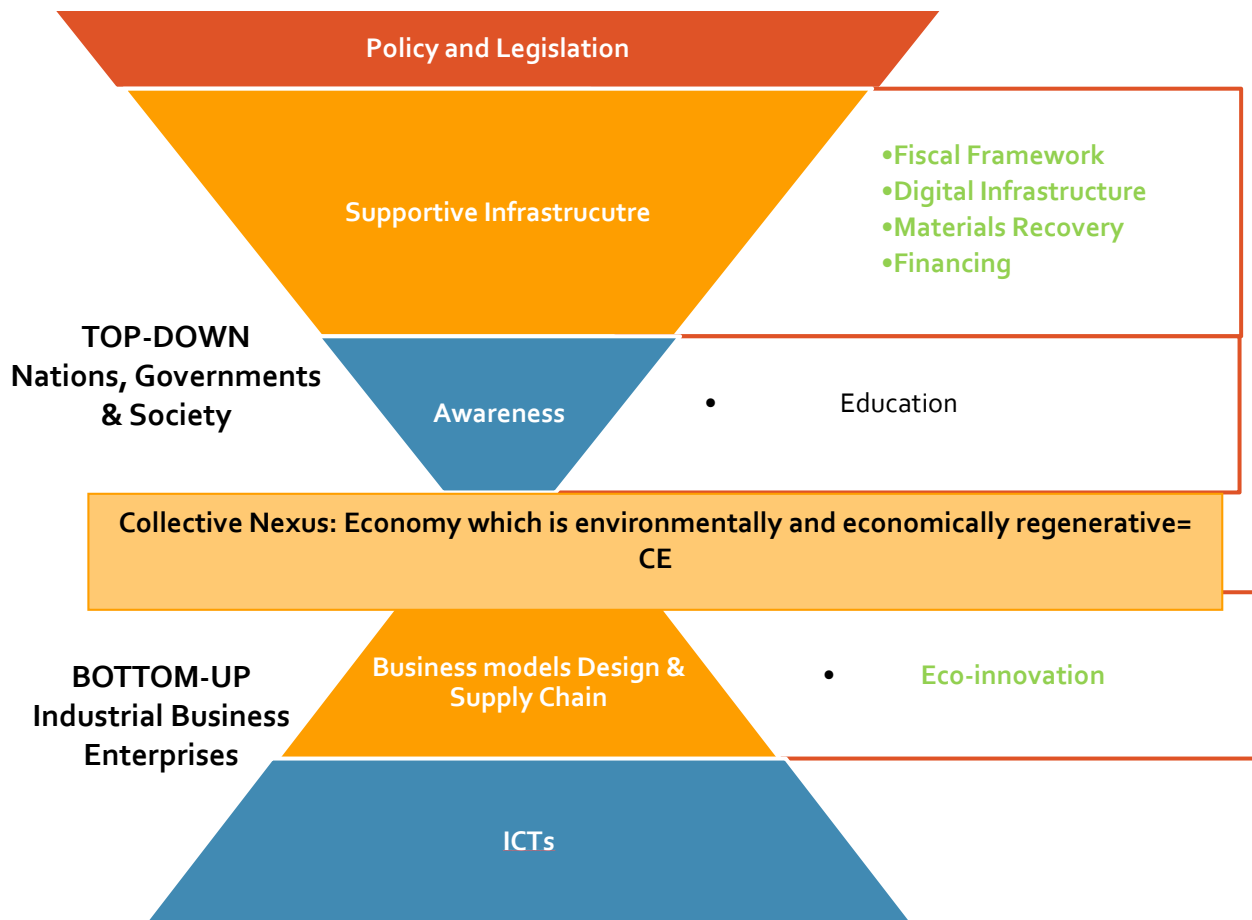 Policy and Legislation
•Fiscal Framework
•Digital Infrastructure
•Materials Recovery
•Financing
Supportive Infrastrucutre
TOP-DOWN
Nations, Governments
& Society
Awareness
• Education
Collective Nexus: Economy which is environmentally and economically regenerative=
CE
BOTTOM-UP
Industrial Business
Enterprises
Business models Design &
Supply Chain
• Eco-innovation
ICTs